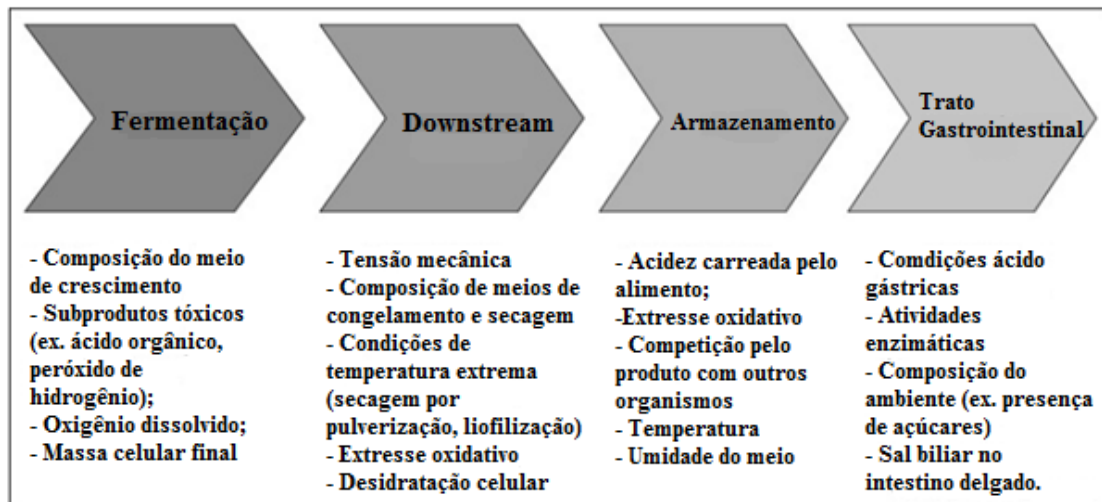 Fermentação
Downstream
Armazenamento
Trato
Gastrointestinal
- Composição do meio
de crescimento
- Subprodutos tóxicos
(ex. ácido orgânico,
peróxido de
hidrogênio);
- Oxigênio dissolvido;
- Massa celular final
- Tensão mecânica
- Composição de meios de
congelamento e secagem
- Condições de
temperatura extrema
(secagem por
pulverização, liofilização)
- Extresse oxidativo
- Desidratação celular
- Acidez carreada pelo
alimento;
-Extresse oxidativo
- Competição pelo
produto com outros
organismos
- Temperatura
- Umidade do meio
- Comdições ácido
gástricas
- Atividades
enzimáticas
- Composição do
ambiente (ex. presença
de açúcares)
- Sal biliar no
intestino delgado.